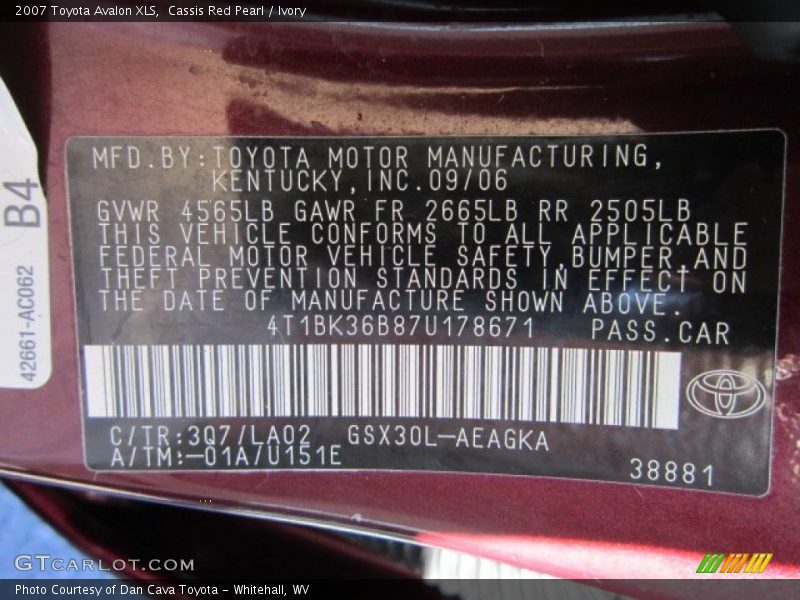 2007 Toyota Avalon XLS,  Cassis Red Pearl / Ivory
B4
42661-AC062
MFD.BY:TOYOTA MOTOR MANUFACTURING,
KENTUCKY,INC.09/06
GVWR 4565LB GAWR FR 2665LB RR 2505LB
THIS VEHICLE CONFORMS TO ALL APPLICABLE
FEDERAL MOTOR VEHICLE SAFETY,BUMPER,AND
THEFT PREVENTION STANDARDS IN EFFECT ON
THE DATE OF MANUFACTURE SHOWN ABOVE.
4T1BK36B87U178671 PASS.CAR
C/TR:3Q7/LA02 GSX30L-AEAGKA
A/TM:-01A/U151E
38881
GTCARLOT.COM
Photo Courtesy of Dan Cava Toyota - Whitehall, WV